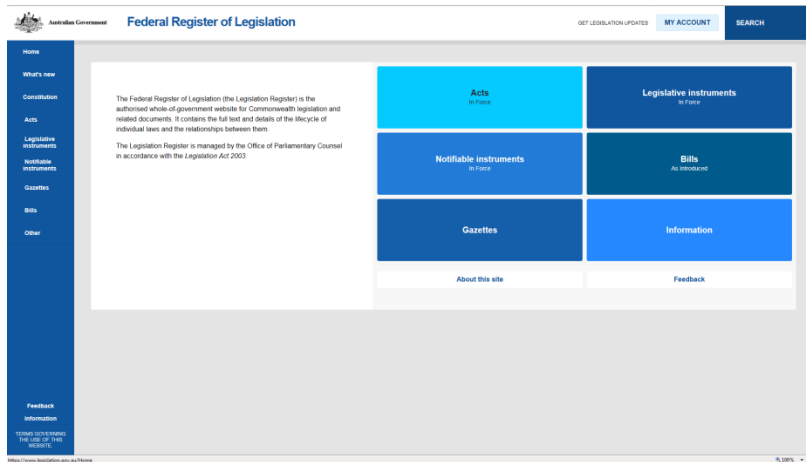 Australian Government
Federal Register of Legislation
GET LEGISLATION UPDATES
MY ACCOUNT
SEARCH
Home
What's new
Constitution
Acts
Legislative
instruments
Notifiable
instruments
Gazettes
Bills
Other
The Federal Register of Legislation (the Legislation Register) is the
authorised whole-of-government website for Commonwealth legislation and
related documents. It contains the full text and details of the lifecycle of
individual laws and the relationships between them.
The Legislation Register is managed by the Office of Parliamentary Counsel
in accordance with the Legislation Act 2003.
Acts
In Force
Legislative instruments
In Force
Notifiable instruments
In Force
Bills
As Introduced
Gazettes
Information
About this site
Feedback
Feedback
Information
TERMS GOVERNING
THE USE OF THIS
WEBSITE.
https://www.legislation.gov.au/Home
100%